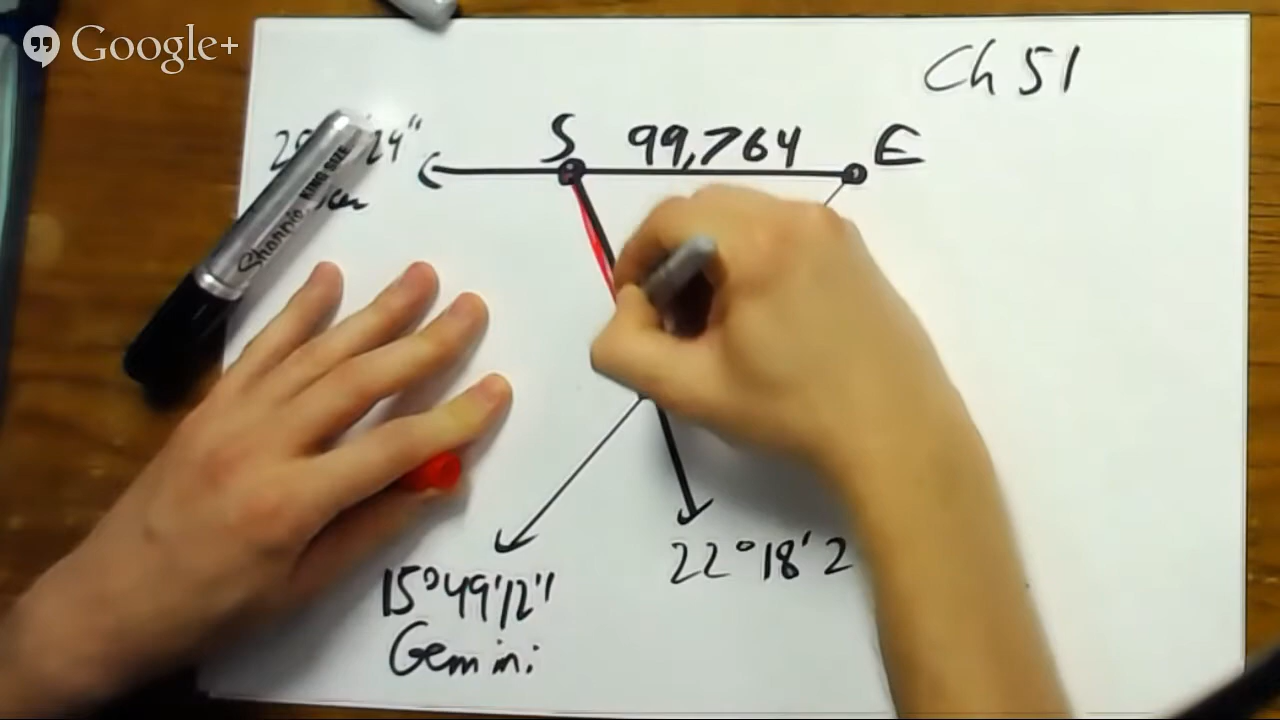 Google+
Ch 51
S 99,764 E
24"
KING SIZE
Sharpie
22°18'2
15°49'12"
Gemini